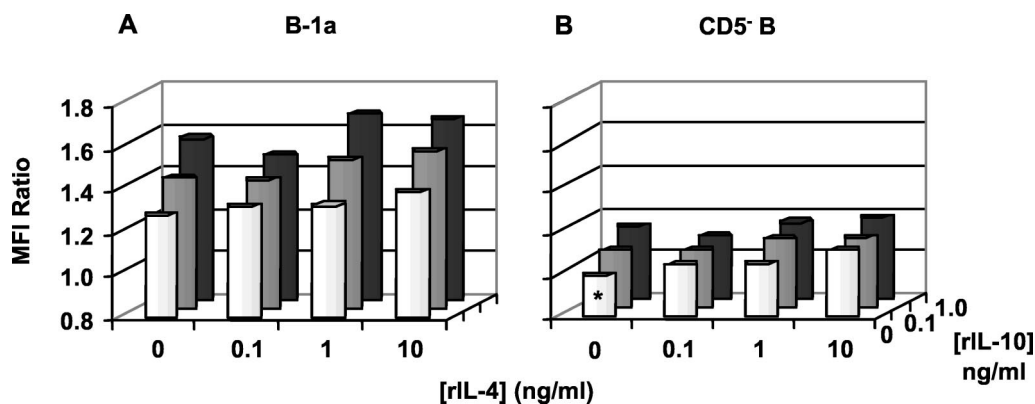 A B-1a B CD5- B
MFI Ratio
1.8
1.6
1.4
1.2
1.0
0.8
*
0 0.1 1 10 0 0.1 1 10
0 0.1 1.0
[rIL-10]
ng/ml
[rIL-4] (ng/ml)